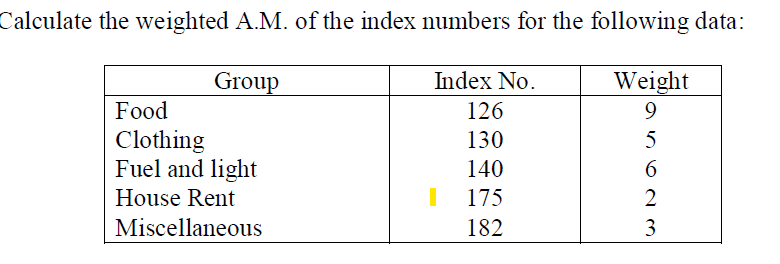 Calculate the weighted A.M. of the index numbers for the following data:
Group Index No. Weight
Food 126 9
Clothing 130 5
Fuel and light 140 6
House Rent 175 2
Miscellaneous 182 3